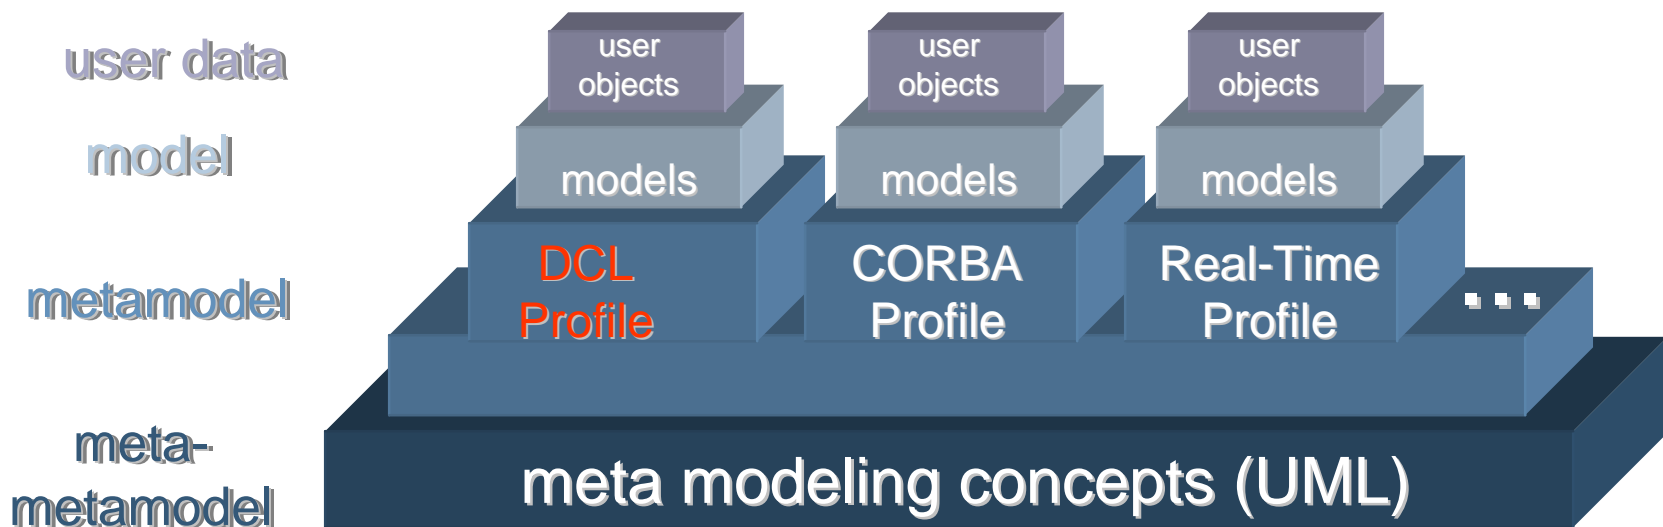 user data
user
objects
user
objects
user
objects
model
models
models
models
metamodel
DCL
Profile
CORBA
Profile
Real-Time
Profile
...
meta-
metamodel
meta modeling concepts (UML)